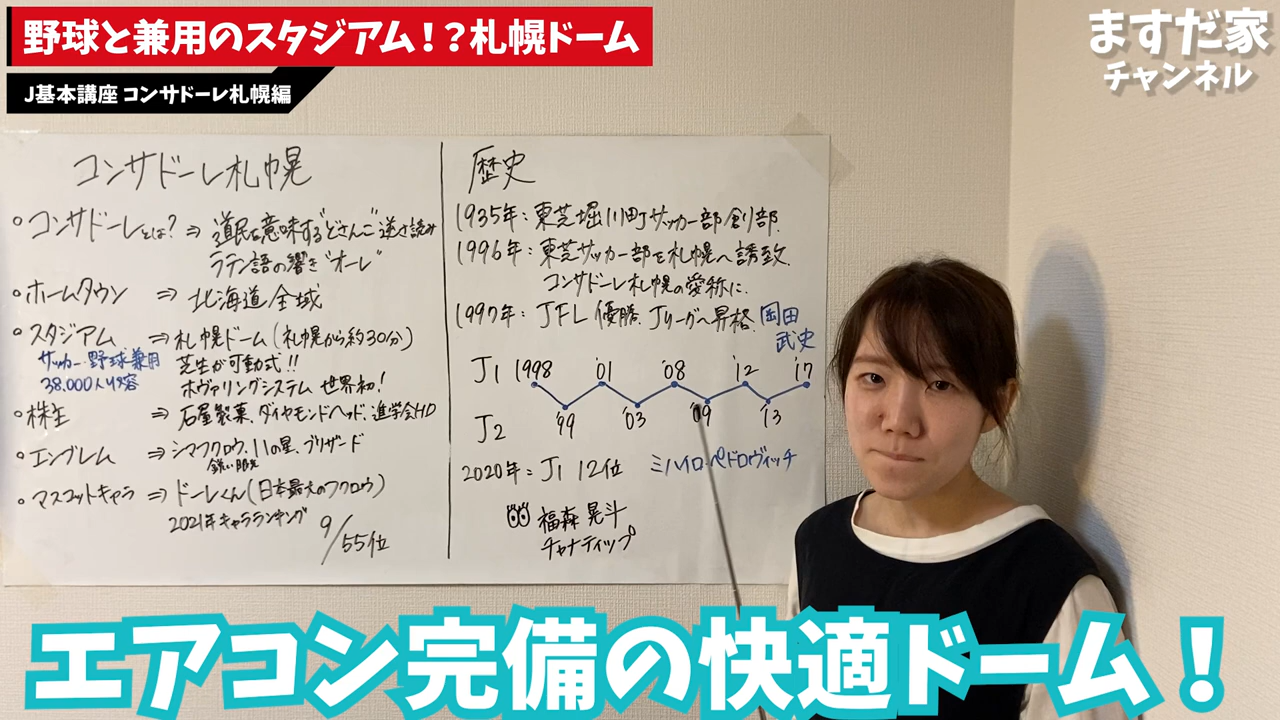 野球と兼用のスタジアム！？札幌ドーム
J基本講座 コンサドーレ札幌編
ますだ家
チャンネル
コンサドーレ札幌
○コンサドーレとは？⇒道民を意味する"どさんこ"逆さ読み
ラテン語の響き"オーレ"
○ホームタウン ⇒ 北海道全域
○スタジアム ⇒ 札幌ドーム（札幌から約30分）
サッカー・野球兼用 芝生が可動式!!
38,000人収容 ホヴァリングシステム 世界初！
○株主 ⇒ 石屋製菓、ダイヤモンドヘッド、進学会HD
○エンブレム ⇒ シマフクロウ、11の星、ブリザード
鋭い眼光
○マスコットキャラ ⇒ ドーレくん（日本最大のフクロウ）
2021年キャラランキング 9/55位
歴史
1935年：東芝堀川町サッカー部創部.
1996年：東芝サッカー部を札幌へ誘致.
コンサドーレ札幌の愛称に.
1997年：JFL優勝、Jリーグへ昇格、岡田
武史
J1 1998 '01 '08 '12 '17
J2 '99 '03 '09 '13
2020年：J1 12位 ミハイロ・ペドロヴィッチ
福森 晃斗
チャナティップ
エアコン完備の快適ドーム！